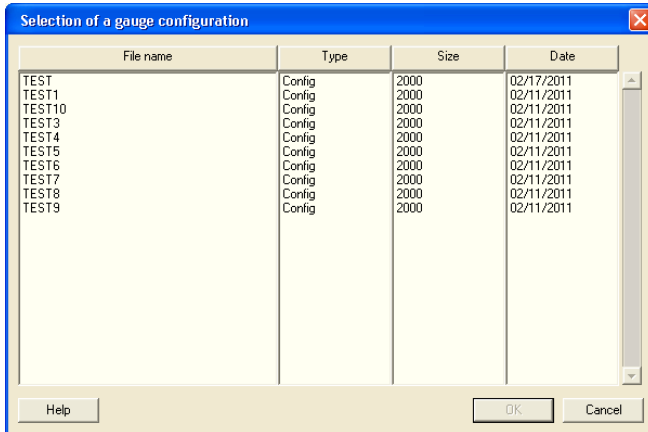 Selection of a gauge configuration
File name Type Size Date
TEST Config 2000 02/17/2011
TEST1 Config 2000 02/11/2011
TEST10 Config 2000 02/11/2011
TEST3 Config 2000 02/11/2011
TEST4 Config 2000 02/11/2011
TEST5 Config 2000 02/11/2011
TEST6 Config 2000 02/11/2011
TEST7 Config 2000 02/11/2011
TEST8 Config 2000 02/11/2011
TEST9 Config 2000 02/11/2011
Help OK Cancel